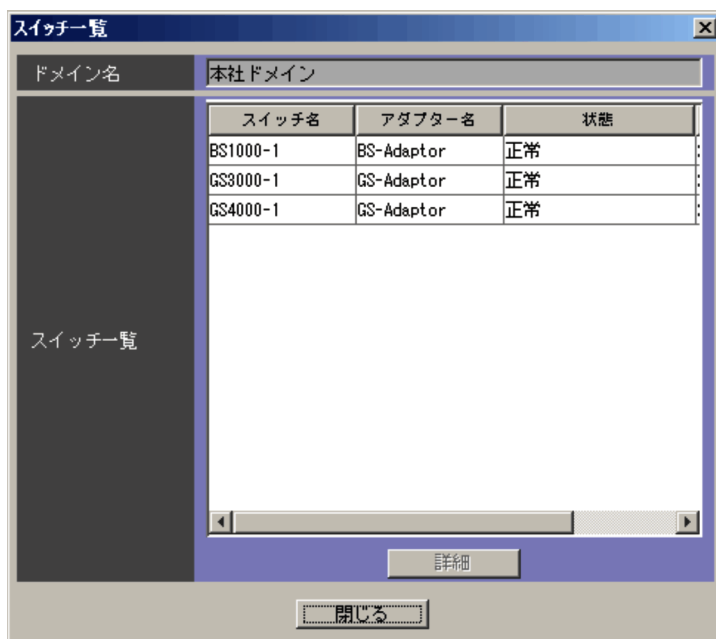 スイッチ一覧
ドメイン名 本社ドメイン
スイッチ名 アダプター名 状態
BS1000-1 BS-Adaptor 正常
GS3000-1 GS-Adaptor 正常
GS4000-1 GS-Adaptor 正常
スイッチ一覧
詳細
閉じる